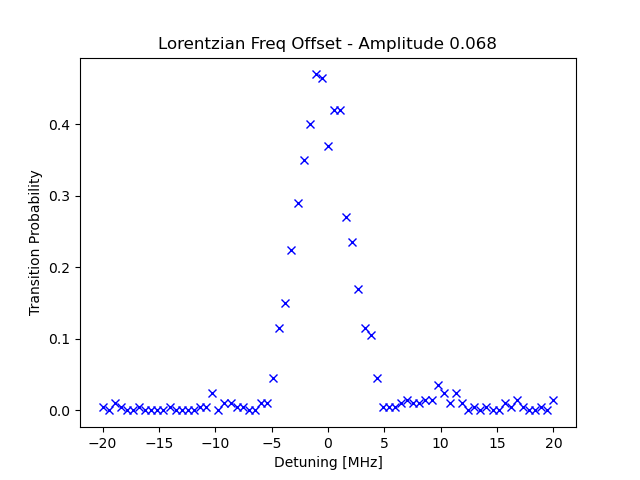 Lorentzian Freq Offset - Amplitude 0.068
Transition Probability
0.4
0.3
0.2
0.1
0.0
−20 −15 −10 −5 0 5 10 15 20
Detuning [MHz]